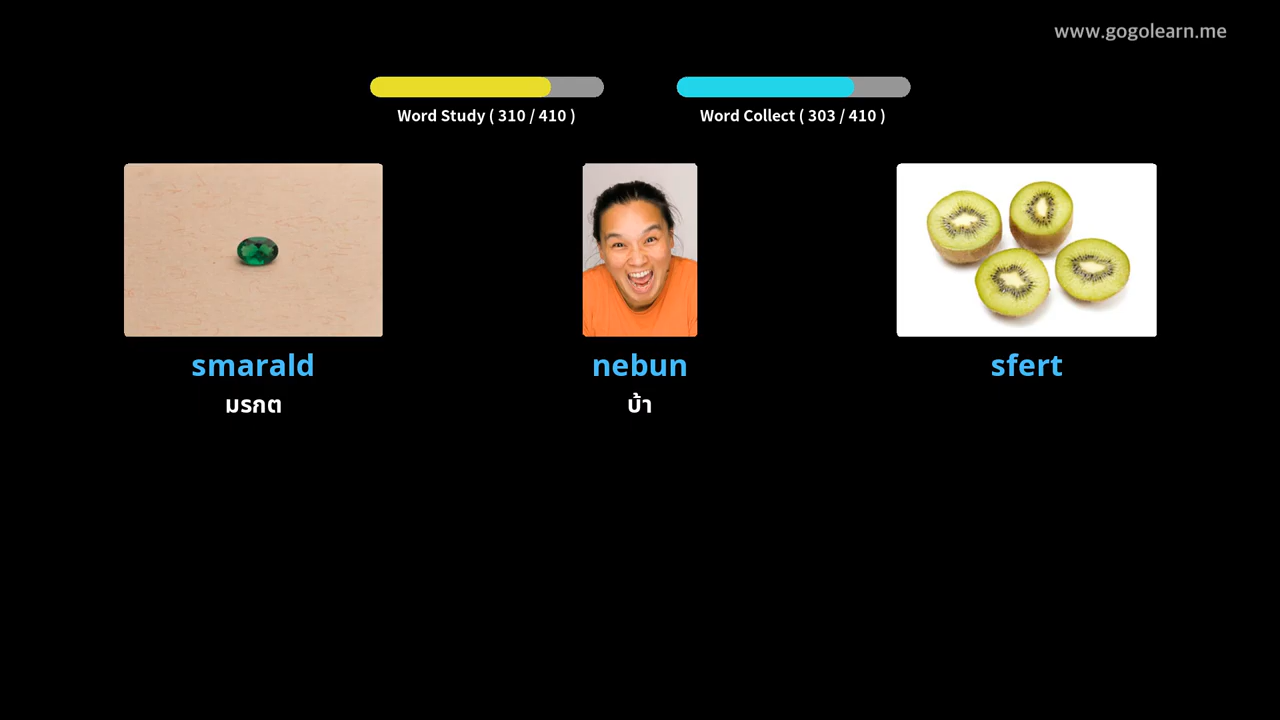 www.gogolearn.me
Word Study ( 310 / 410 )
Word Collect ( 303 / 410 )
smarald
nebun
sfert
มรกต
บ้า